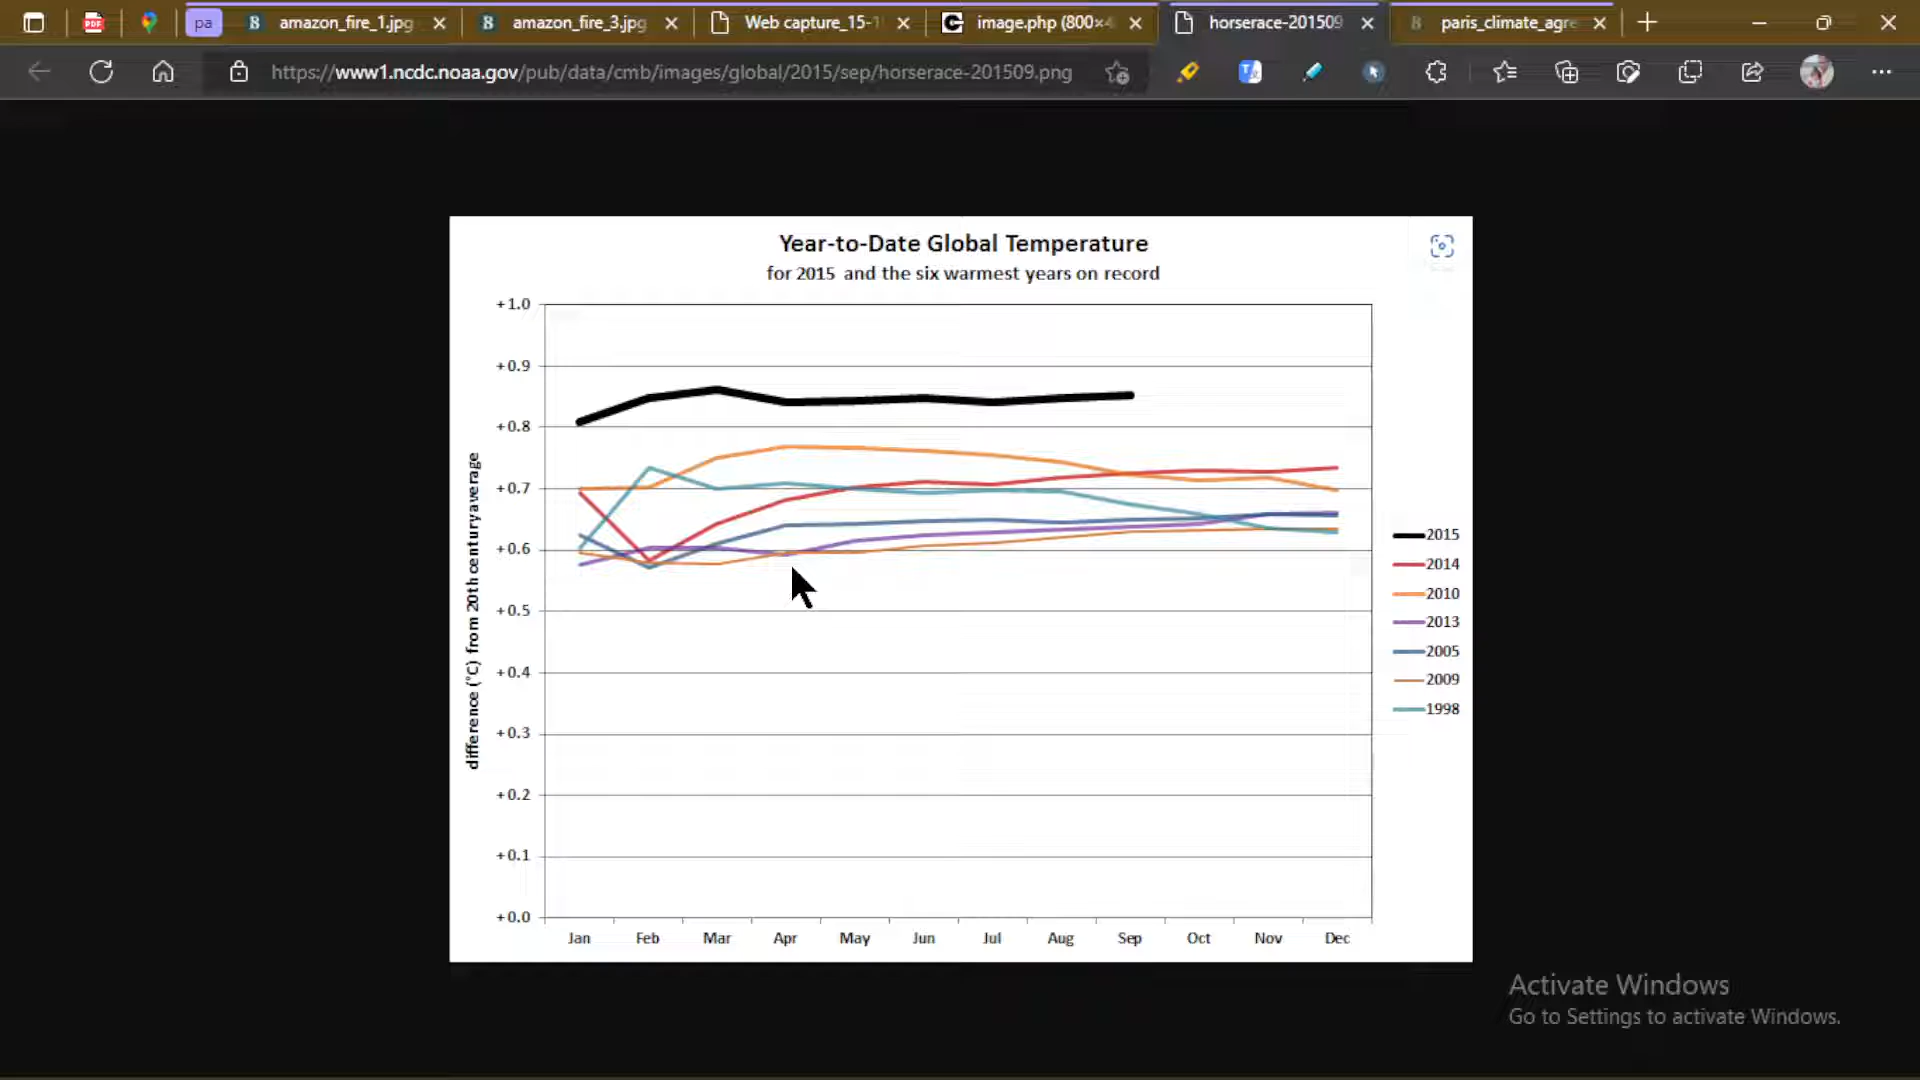 pa
amazon_fire_1.jpg
amazon_fire_3.jpg
Web capture_15-1
image.php (800×4
horserace-201509
paris_climate_agre
https://www1.ncdc.noaa.gov/pub/data/cmb/images/global/2015/sep/horserace-201509.png
Year-to-Date Global Temperature
for 2015 and the six warmest years on record
difference (°C) from 20th century average
+1.0
+0.9
+0.8
+0.7
+0.6
+0.5
+0.4
+0.3
+0.2
+0.1
+0.0
Jan Feb Mar Apr May Jun Jul Aug Sep Oct Nov Dec
2015
2014
2010
2013
2005
2009
1998
Activate Windows
Go to Settings to activate Windows.